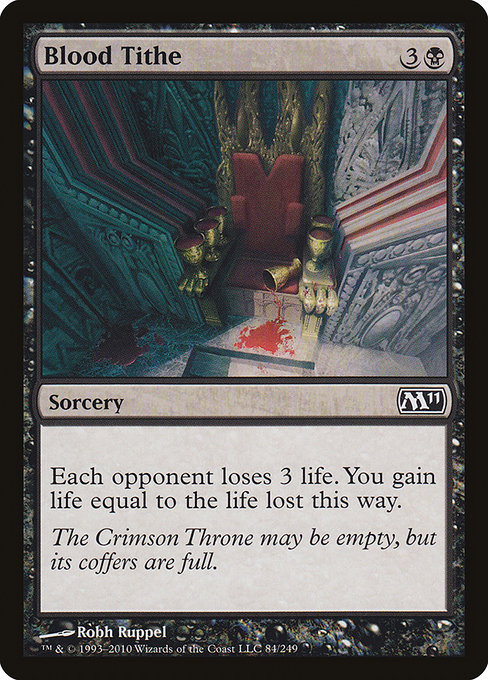 Blood Tithe 3
Sorcery M11
Each opponent loses 3 life. You gain
life equal to the life lost this way.
The Crimson Throne may be empty, but
its coffers are full.
Robh Ruppel
™ & © 1993–2010 Wizards of the Coast LLC 84/249